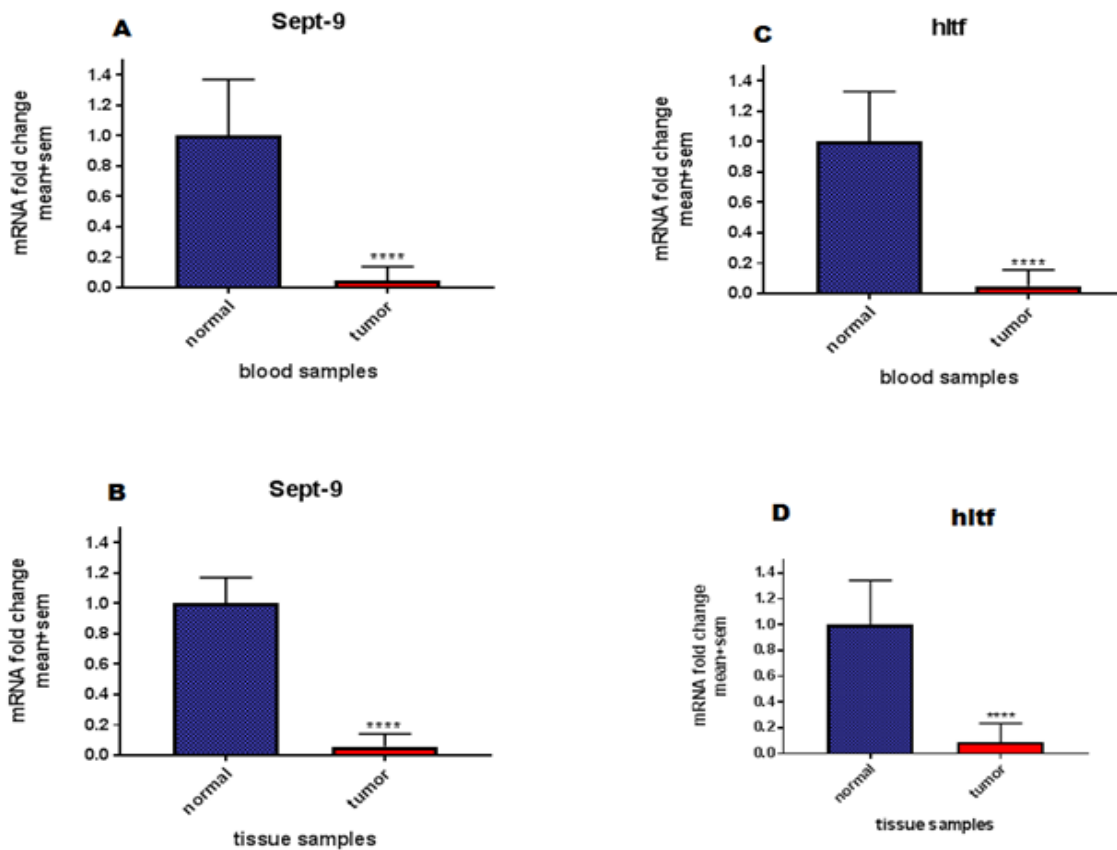 A
Sept-9
mRNA fold change
mean+sem
1.4
1.2
1.0
0.8
0.6
0.4
0.2
0.0
****
normal
tumor
blood samples
C
hltf
mRNA fold change
mean+sem
1.4
1.2
1.0
0.8
0.6
0.4
0.2
0.0
****
normal
tumor
blood samples
B
Sept-9
mRNA fold change
mean+sem
1.4
1.2
1.0
0.8
0.6
0.4
0.2
0.0
****
normal
tumor
tissue samples
D
hltf
mRNA fold change
mean+sem
1.4
1.2
1.0
0.8
0.6
0.4
0.2
0.0
****
normal
tumor
tissue samples